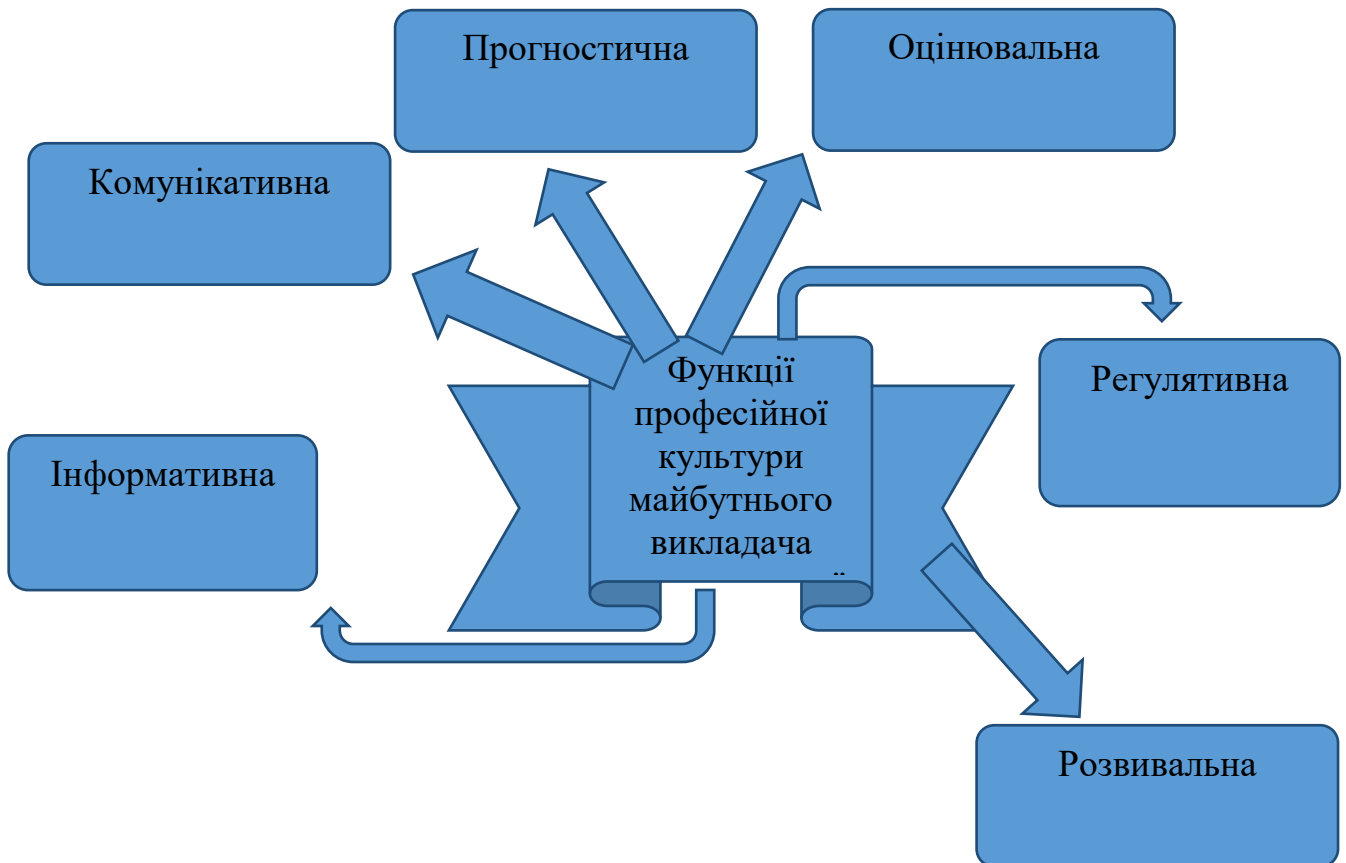 Прогностична
Оцінювальна
Комунікативна
Функції
професійної
культури
майбутнього
викладача
Регулятивна
Інформативна
Розвивальна